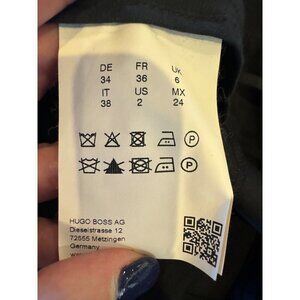 DE FR UK
34 36 6
IT US MX
38 2 24
HUGO BOSS AG
Dieselstrasse 12
72555 Metzingen
Germany